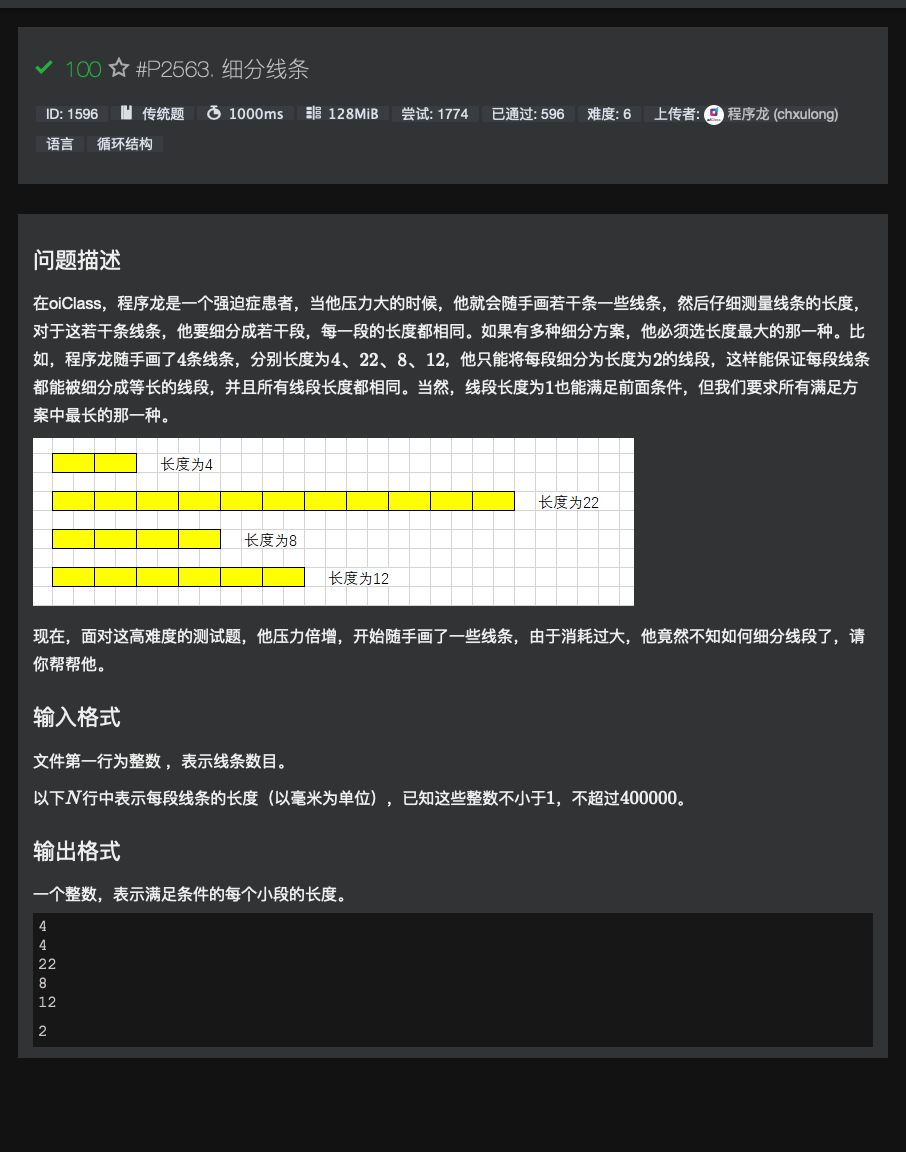 100 #P2563. 细分线条
ID: 1596 传统题 1000ms 128MiB 尝试: 1774 已通过: 596 难度: 6 上传者: 程序龙 (chxulong)
语言 循环结构
问题描述
在oiClass，程序龙是一个强迫症患者，当他压力大的时候，他就会随手画若干条一些线条，然后仔细测量线条的长度，
对于这若干条线条，他要细分成若干段，每一段的长度都相同。如果有多种细分方案，他必须选长度最大的那一种。比
如，程序龙随手画了4条线条，分别长度为4、22、8、12，他只能将每段细分为长度为2的线段，这样能保证每段线条
都能被细分成等长的线段，并且所有线段长度都相同。当然，线段长度为1也能满足前面条件，但我们要求所有满足方
案中最长的那一种。
长度为4
长度为22
长度为8
长度为12
现在，面对这高难度的测试题，他压力倍增，开始随手画了一些线条，由于消耗过大，他竟然不知如何细分线段了，请
你帮帮他。
输入格式
文件第一行为整数 ，表示线条数目。
以下N行中表示每段线条的长度（以毫米为单位），已知这些整数不小于1，不超过400000。
输出格式
一个整数，表示满足条件的每个小段的长度。
4
4
22
8
12
2